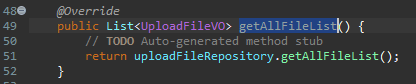 48 @Override
49 public List<UploadFileVO> getAllFileList() {
50 // TODO Auto-generated method stub
51 return uploadFileRepository.getAllFileList();
52 }